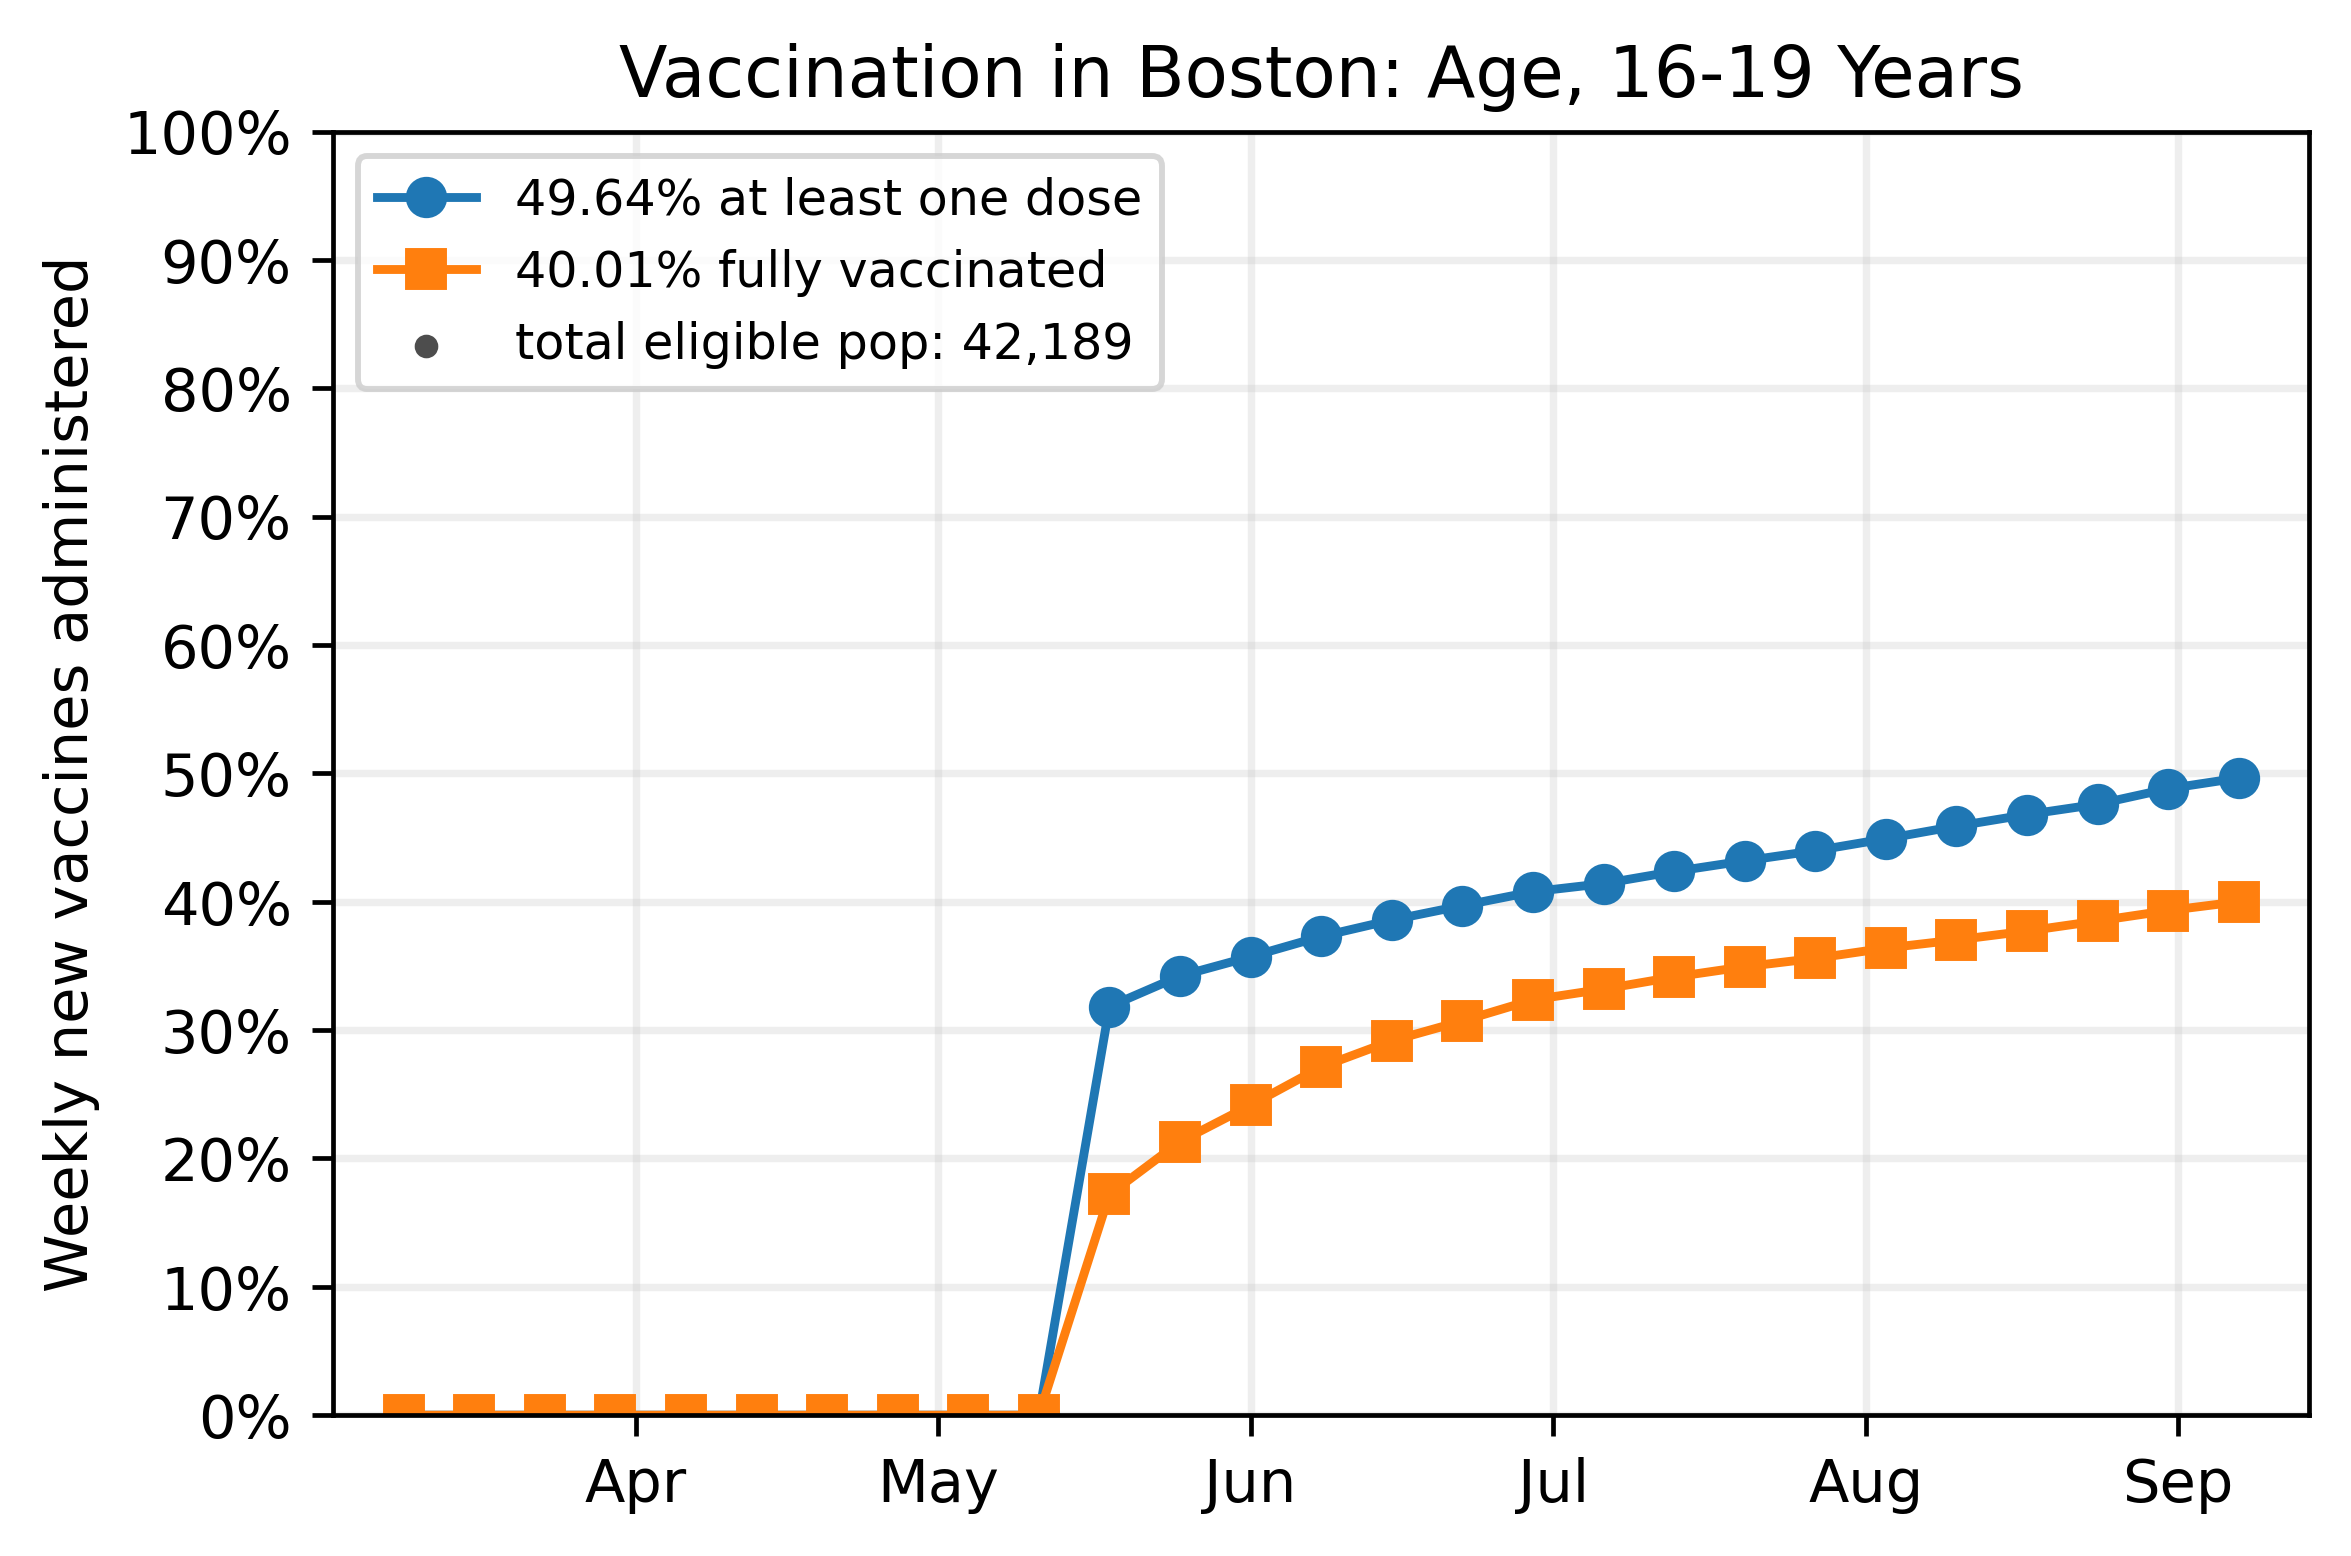 Vaccination in Boston: Age, 16-19 Years
100%
90%
80%
70%
60%
50%
40%
30%
20%
10%
0%
Weekly new vaccines administered
49.64% at least one dose
40.01% fully vaccinated
total eligible pop: 42,189
Apr May Jun Jul Aug Sep